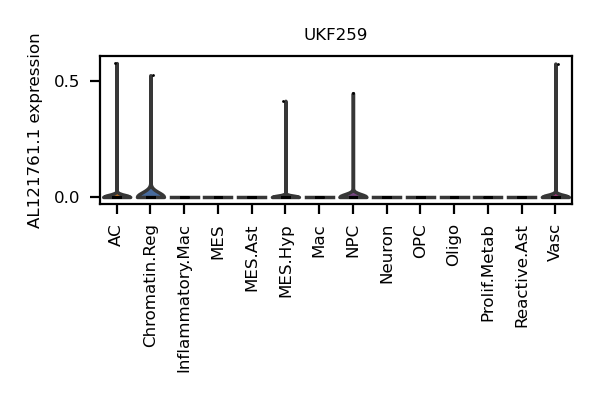 UKF259
AL121761.1 expression
0.5
0.0
AC
Chromatin.Reg
Inflammatory.Mac
MES
MES.Ast
MES.Hyp
Mac
NPC
Neuron
OPC
Oligo
Prolif.Metab
Reactive.Ast
Vasc